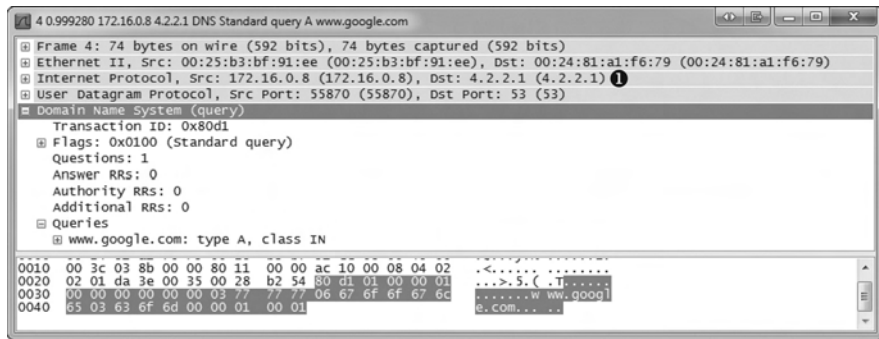 4 0.999280 172.16.0.8 4.2.2.1 DNS Standard query A www.google.com
Frame 4: 74 bytes on wire (592 bits), 74 bytes captured (592 bits)
Ethernet II, Src: 00:25:b3:bf:91:ee (00:25:b3:bf:91:ee), Dst: 00:24:81:a1:f6:79 (00:24:81:a1:f6:79)
Internet Protocol, Src: 172.16.0.8 (172.16.0.8), Dst: 4.2.2.1 (4.2.2.1) ❶
User Datagram Protocol, Src Port: 55870 (55870), Dst Port: 53 (53)
Domain Name System (query)
Transaction ID: 0x80d1
Flags: 0x0100 (Standard query)
Questions: 1
Answer RRs: 0
Authority RRs: 0
Additional RRs: 0
Queries
www.google.com: type A, class IN
0010 00 3c 03 8b 00 00 80 11 00 00 ac 10 00 08 04 02 .<...... ........
0020 02 01 da 3e 00 35 00 28 b2 54 80 d1 01 00 00 01 ...>.5.( .T......
0030 00 00 00 00 00 00 03 77 77 77 06 67 6f 6f 67 6c .......w ww.googl
0040 65 03 63 6f 6d 00 00 01 00 01 e.com... ..